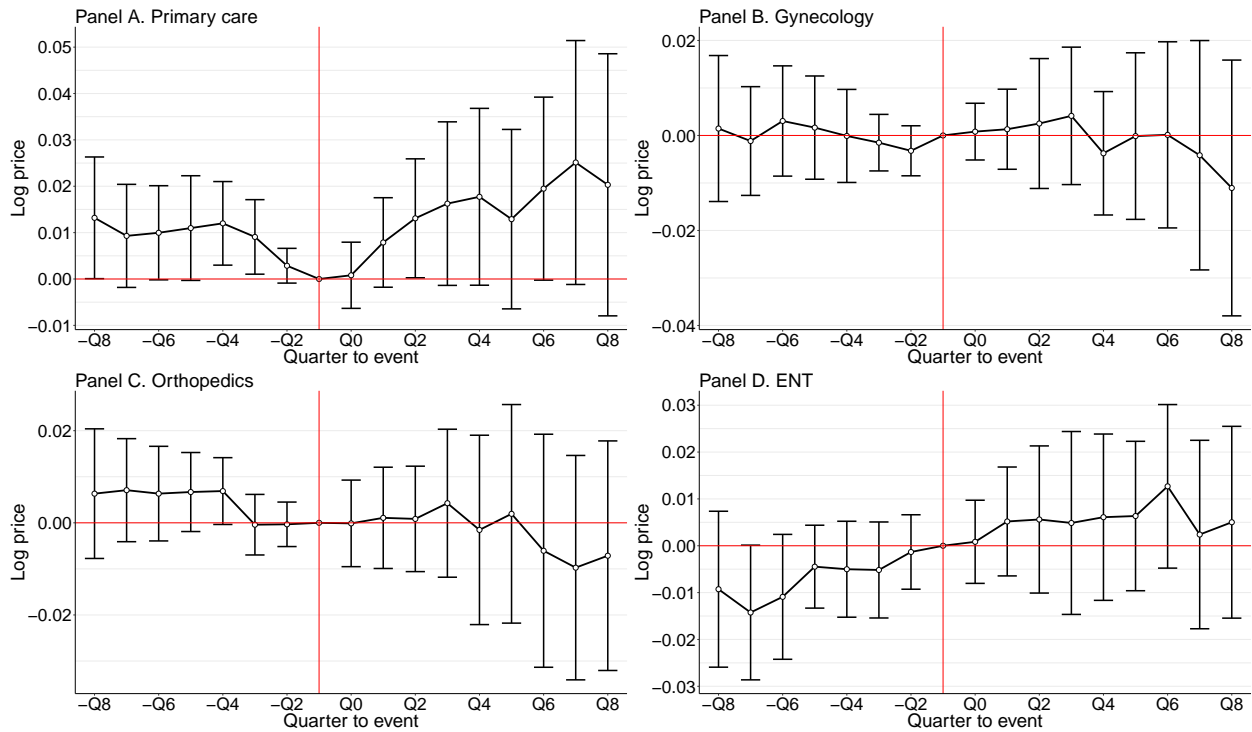 Panel A. Primary care
Log price
0.05
0.04
0.03
0.02
0.01
0.00
−0.01
−Q8 −Q6 −Q4 −Q2 Q0 Q2 Q4 Q6 Q8
Quarter to event
Panel B. Gynecology
Log price
0.02
0.00
−0.02
−0.04
−Q8 −Q6 −Q4 −Q2 Q0 Q2 Q4 Q6 Q8
Quarter to event
Panel C. Orthopedics
Log price
0.02
0.00
−0.02
−Q8 −Q6 −Q4 −Q2 Q0 Q2 Q4 Q6 Q8
Quarter to event
Panel D. ENT
Log price
0.03
0.02
0.01
0.00
−0.01
−0.02
−0.03
−Q8 −Q6 −Q4 −Q2 Q0 Q2 Q4 Q6 Q8
Quarter to event